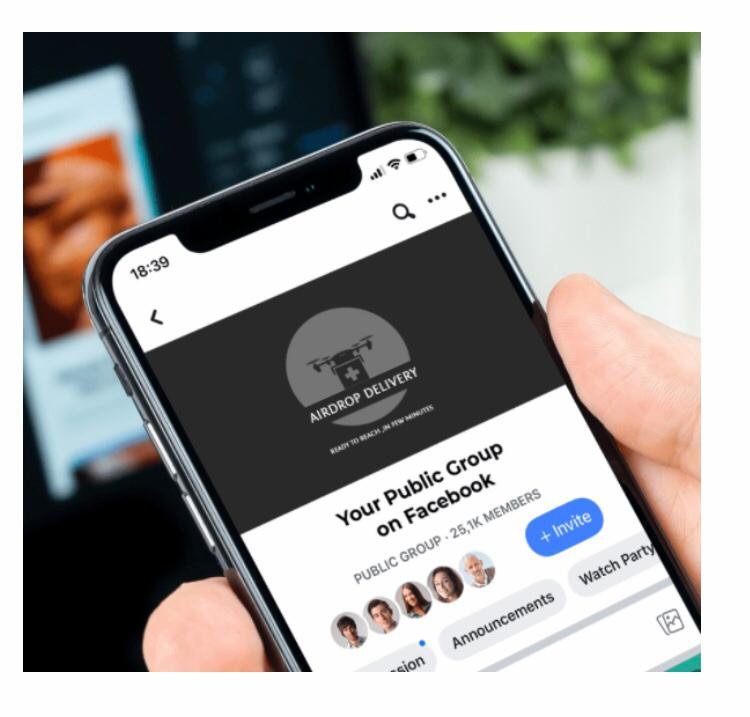 18:39
AIRDROP DELIVERY
READY TO REACH ,IN FEW MINUTES
Your Public Group
on Facebook
PUBLIC GROUP · 25,1K MEMBERS
+ Invite
sion
Announcements
Watch Party